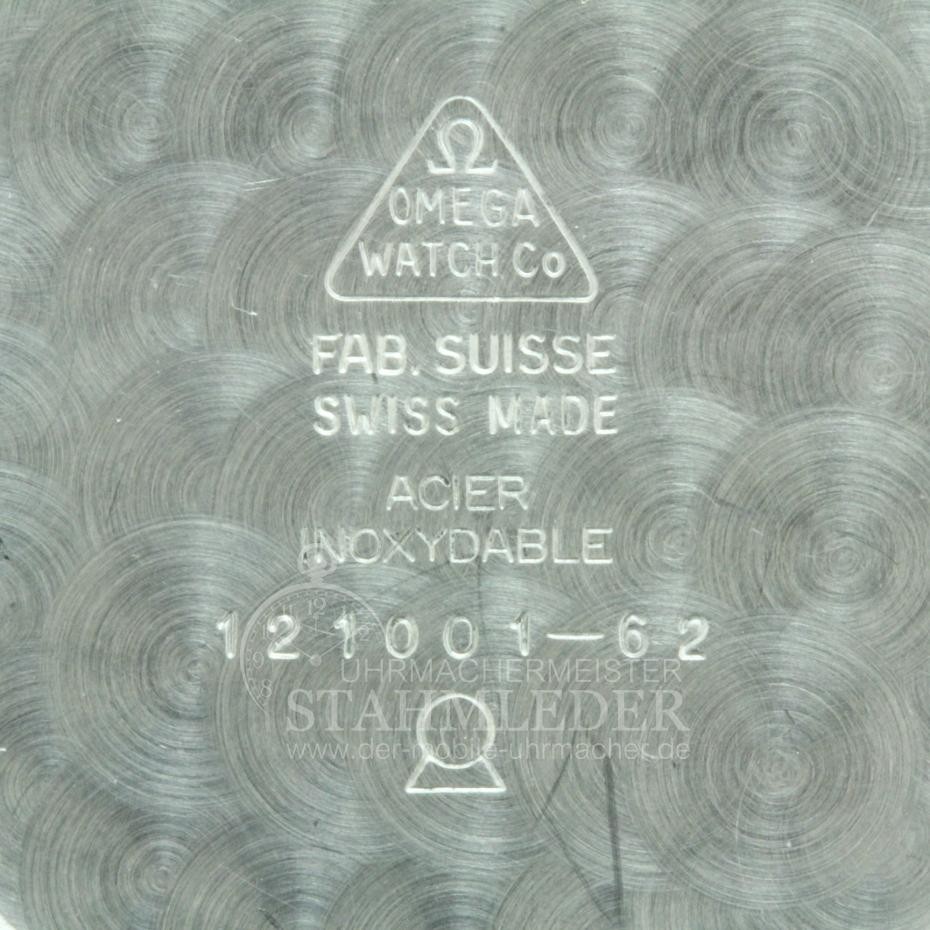 Ω
OMEGA
WATCH Co
FAB. SUISSE
SWISS MADE
ACIER
INOXYDABLE
121001-62
UHRMACHERMEISTER
STAHMLEDER
www.der-mobile-uhrmacher.de